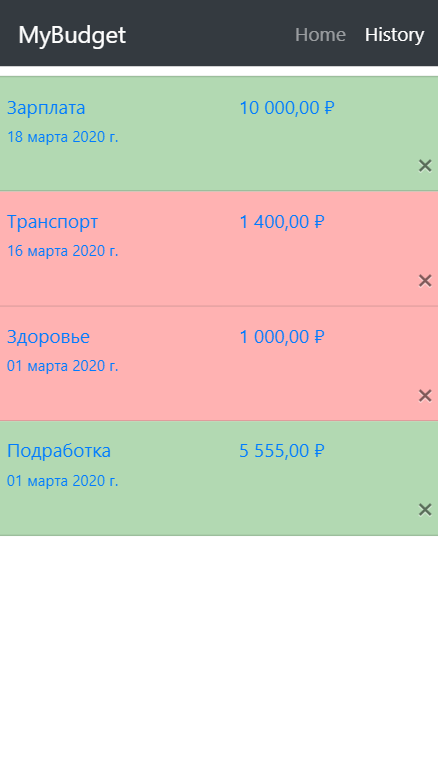 MyBudget Home History
Зарплата 10 000,00 ₽
18 марта 2020 г.
×
Транспорт 1 400,00 ₽
16 марта 2020 г.
×
Здоровье 1 000,00 ₽
01 марта 2020 г.
×
Подработка 5 555,00 ₽
01 марта 2020 г.
×